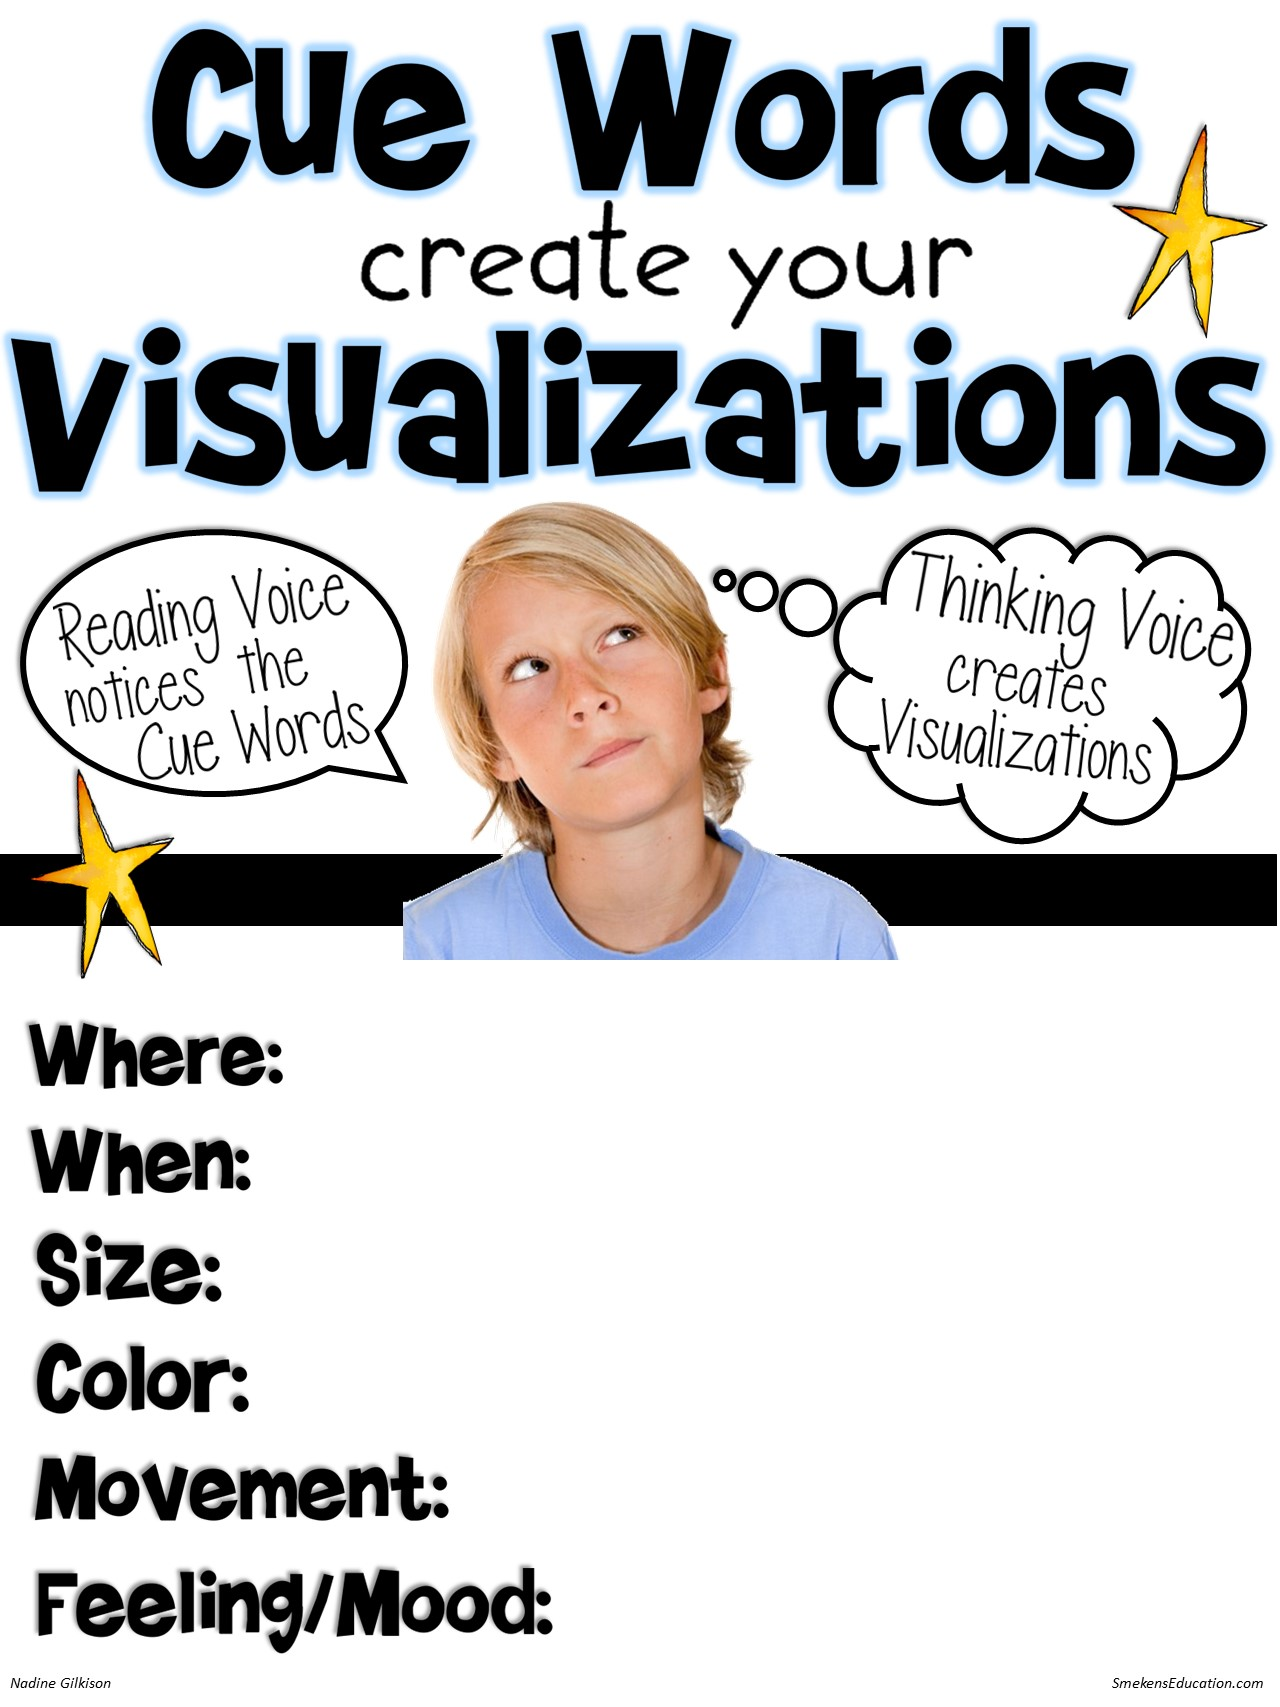 Cue Words
create your
Visualizations
Reading Voice
notices the
Cue Words
Thinking Voice
creates
Visualizations
Where:
When:
Size:
Color:
Movement:
Feeling/Mood:
Nadine Gilkison
SmekensEducation.com